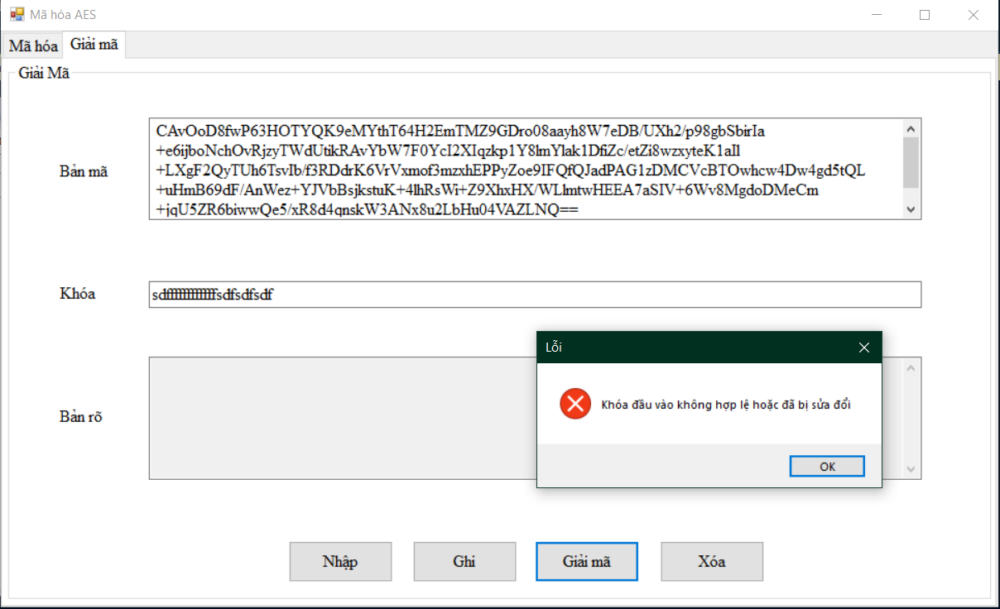 Mã hóa AES
Mã hóa
Giải mã
Giải Mã
Bản mã
CAvOoD8fwP63HOTYQK9eMYthT64H2EmTMZ9GDro08aayh8W7eDB/UXh2/p98gbSbirIa
+e6ijboNchOvRjzyTWdUtikRAvYbW7F0YcI2XIqzkp1Y8lmYlak1DfiZc/etZi8wzxyteK1aIl
+LXgF2QyTUh6TsvIb/f3RDdrK6VrVxmof3mzxhEPPyZoe9IFQfQJadPAG1zDMCVcBTOwhcw4Dw4gd5tQL
+uHmB69dF/AnWez+YJVbBsjkstuK+4lhRsWi+Z9XhxHX/WLlmtwHEEA7aSIV+6Wv8MgdoDMeCm
+jqU5ZR6biwwQe5/xR8d4qnskW3ANx8u2LbHu04VAZLNQ==
Khóa
Lỗi
Khóa đầu vào không hợp lệ hoặc đã bị sửa đổi
OK
Bản rõ
Nhập
Ghi
Giải mã
Xóa